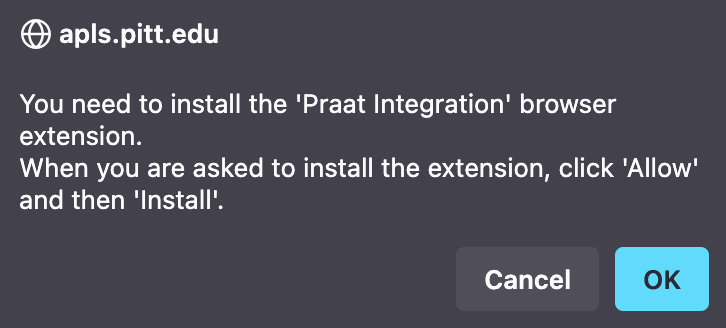 apls.pitt.edu
You need to install the 'Praat Integration' browser
extension.
When you are asked to install the extension, click 'Allow'
and then 'Install'.
Cancel
OK